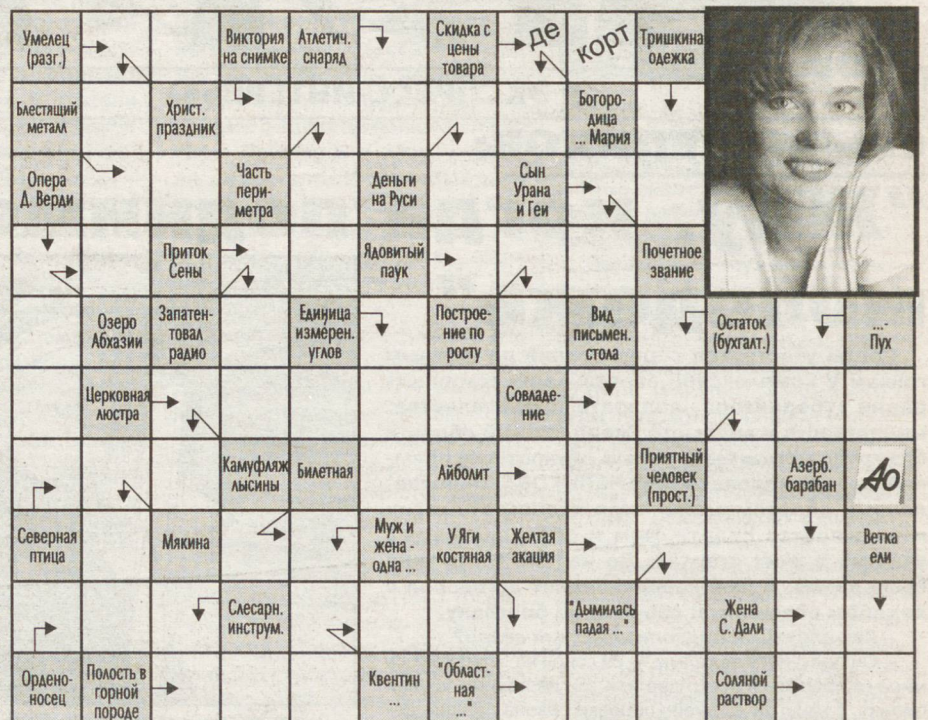 Умелец
(разг.)
Виктория
на снимке
Атлетич.
снаряд
Скидка с
цены
товара
де
корт
Тришкина
одежка
Блестящий
металл
Христ.
праздник
Богоро-
дица
... Мария
Опера
Д. Верди
Часть
пери-
метра
Деньги
на Руси
Сын
Урана
и Геи
Приток
Сены
Ядовитый
паук
Почетное
звание
Озеро
Абхазии
Запатен-
товал
радио
Единица
измерен.
углов
Построе-
ние по
росту
Вид
письмен.
стола
Остаток
(бухгалт.)
...-
Пух
Церковная
люстра
Совпаде-
ние
Камуфляж
лысины
Билетная
Айболит
Приятный
человек
(прост.)
Азерб.
барабан
АО
Северная
птица
Мякина
Муж и
жена -
одна ...
У Яги
костяная
Желтая
акация
Ветка
ели
Слесарн.
инструм.
"Дымилась
падая ..."
Жена
С. Дали
Ордено-
носец
Полость в
горной
породе
Квентин
...
"Област-
ная
..."
Соляной
раствор